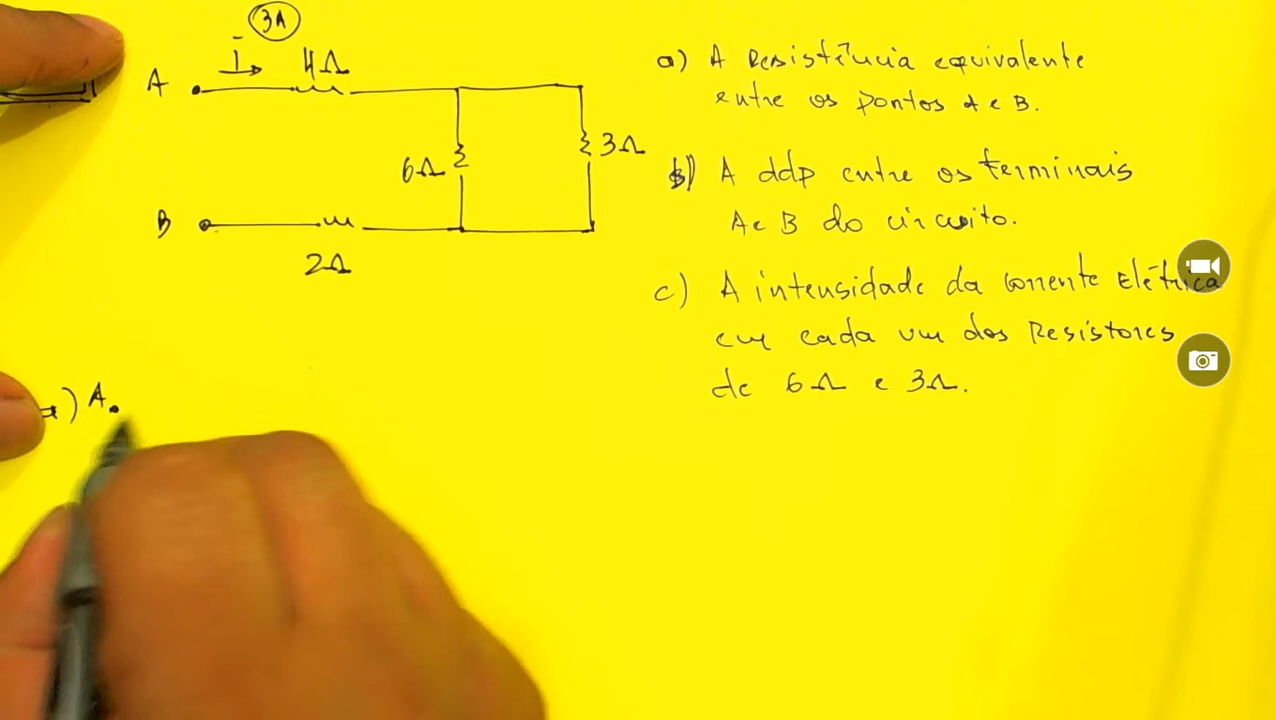 3A
i
4Ω
A
6Ω
3Ω
B
2Ω
a) A Resistência equivalente
entre os pontos A e B.
b) A ddp entre os terminais
A e B do circuito.
c) A intensidade da corrente Elétrica
em cada um dos Resistores
de 6Ω e 3Ω.
a) A.